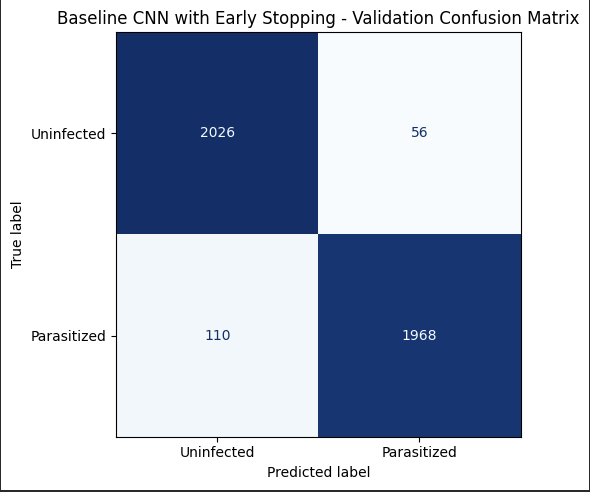 Baseline CNN with Early Stopping - Validation Confusion Matrix
Uninfected
2026
56
True label
Parasitized
110
1968
Uninfected
Parasitized
Predicted label